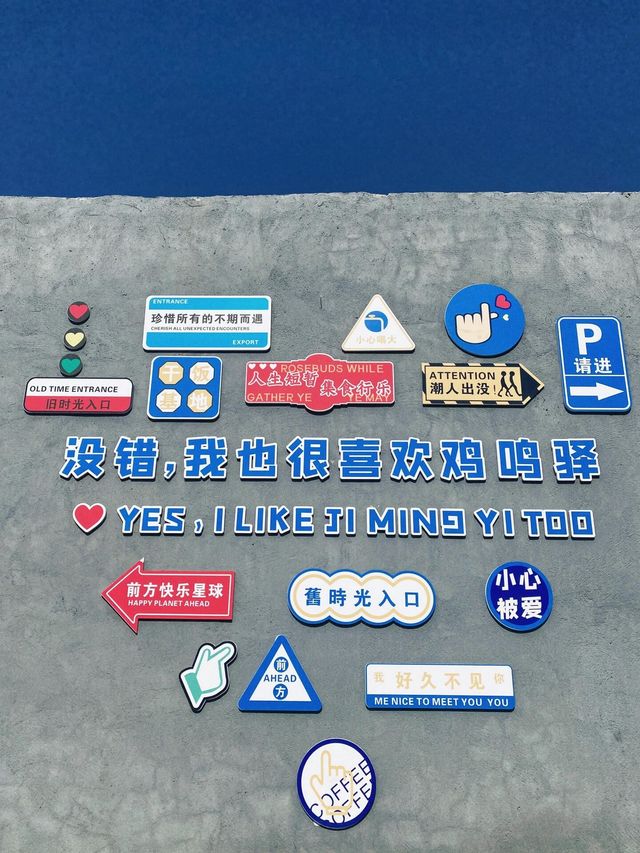 ENTRANCE
珍惜所有的不期而遇
CHERISH ALL UNEXPECTED ENCOUNTERS
EXPORT
小心喝大
P
请进
OLD TIME ENTRANCE
旧时光入口
干饭
基地
ROSEBUDS WHILE
人生短暂 集食行乐
GATHER YE MAY
ATTENTION
潮人出没!
没错,我也很喜欢鸡鸣驿
YES, I LIKE JI MING YI TOO
前方快乐星球
HAPPY PLANET AHEAD
舊時光入口
小心
被爱
前
AHEAD
方
我 好久不见 你
ME NICE TO MEET YOU YOU
COFFEE
COFFEE